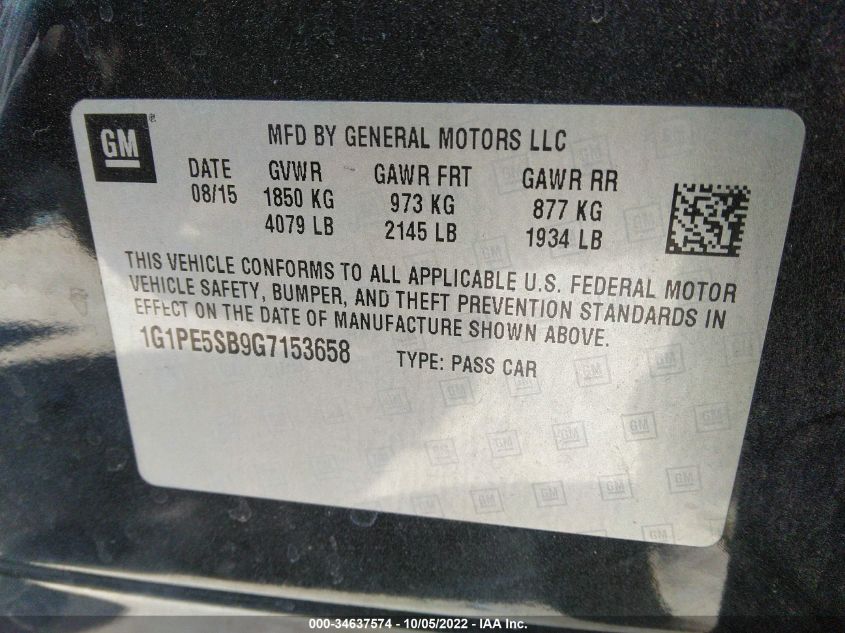 GM
MFD BY GENERAL MOTORS LLC
DATE GVWR GAWR FRT GAWR RR
08/15 1850 KG 973 KG 877 KG
4079 LB 2145 LB 1934 LB
THIS VEHICLE CONFORMS TO ALL APPLICABLE U.S. FEDERAL MOTOR
VEHICLE SAFETY, BUMPER, AND THEFT PREVENTION STANDARDS IN
EFFECT ON THE DATE OF MANUFACTURE SHOWN ABOVE.
1G1PE5SB9G7153658 TYPE: PASS CAR
000-34637574 - 10/05/2022 - IAA Inc.